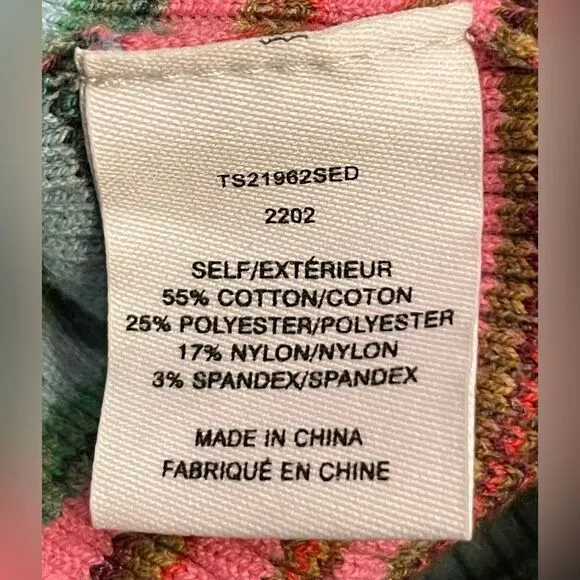 TS21962SED
2202
SELF/EXTÉRIEUR
55% COTTON/COTON
25% POLYESTER/POLYESTER
17% NYLON/NYLON
3% SPANDEX/SPANDEX
MADE IN CHINA
FABRIQUÉ EN CHINE